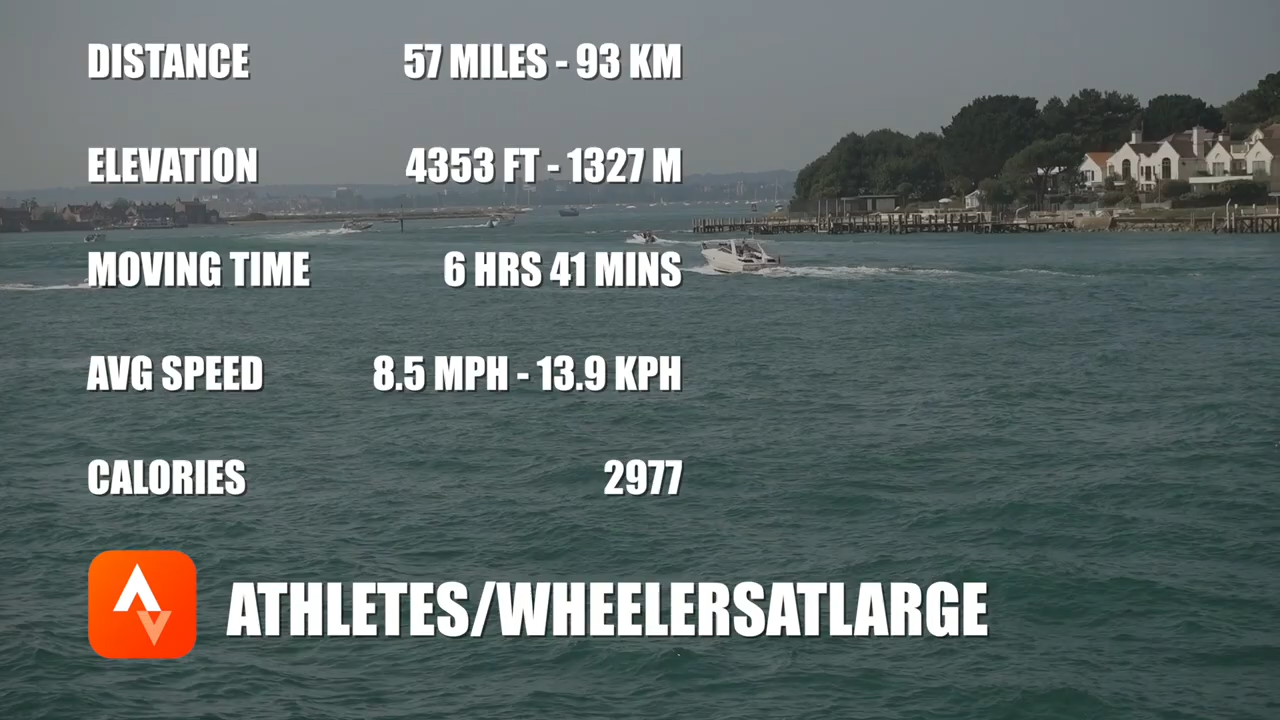 DISTANCE 57 MILES - 93 KM
ELEVATION 4353 FT - 1327 M
MOVING TIME 6 HRS 41 MINS
AVG SPEED 8.5 MPH - 13.9 KPH
CALORIES 2977
ATHLETES/WHEELERSATLARGE